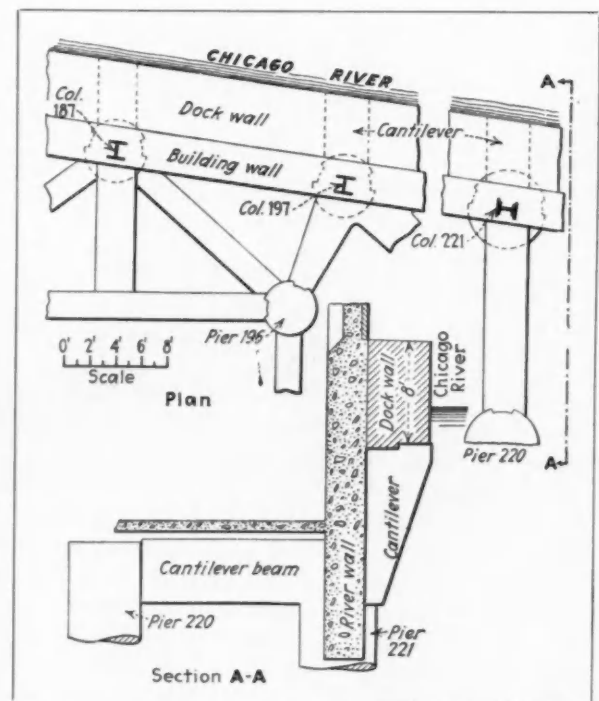 CHICAGO RIVER
Col.
187
Dock wall
Cantilever
Building wall
Col. 197
Col. 221
A
A
Pier 196
0' 2' 4' 6' 8'
Scale
Plan
Dock wall
8'
Chicago
River
Pier 220
River wall
Cantilever
Cantilever beam
Pier 220
Pier
221
Section A-A